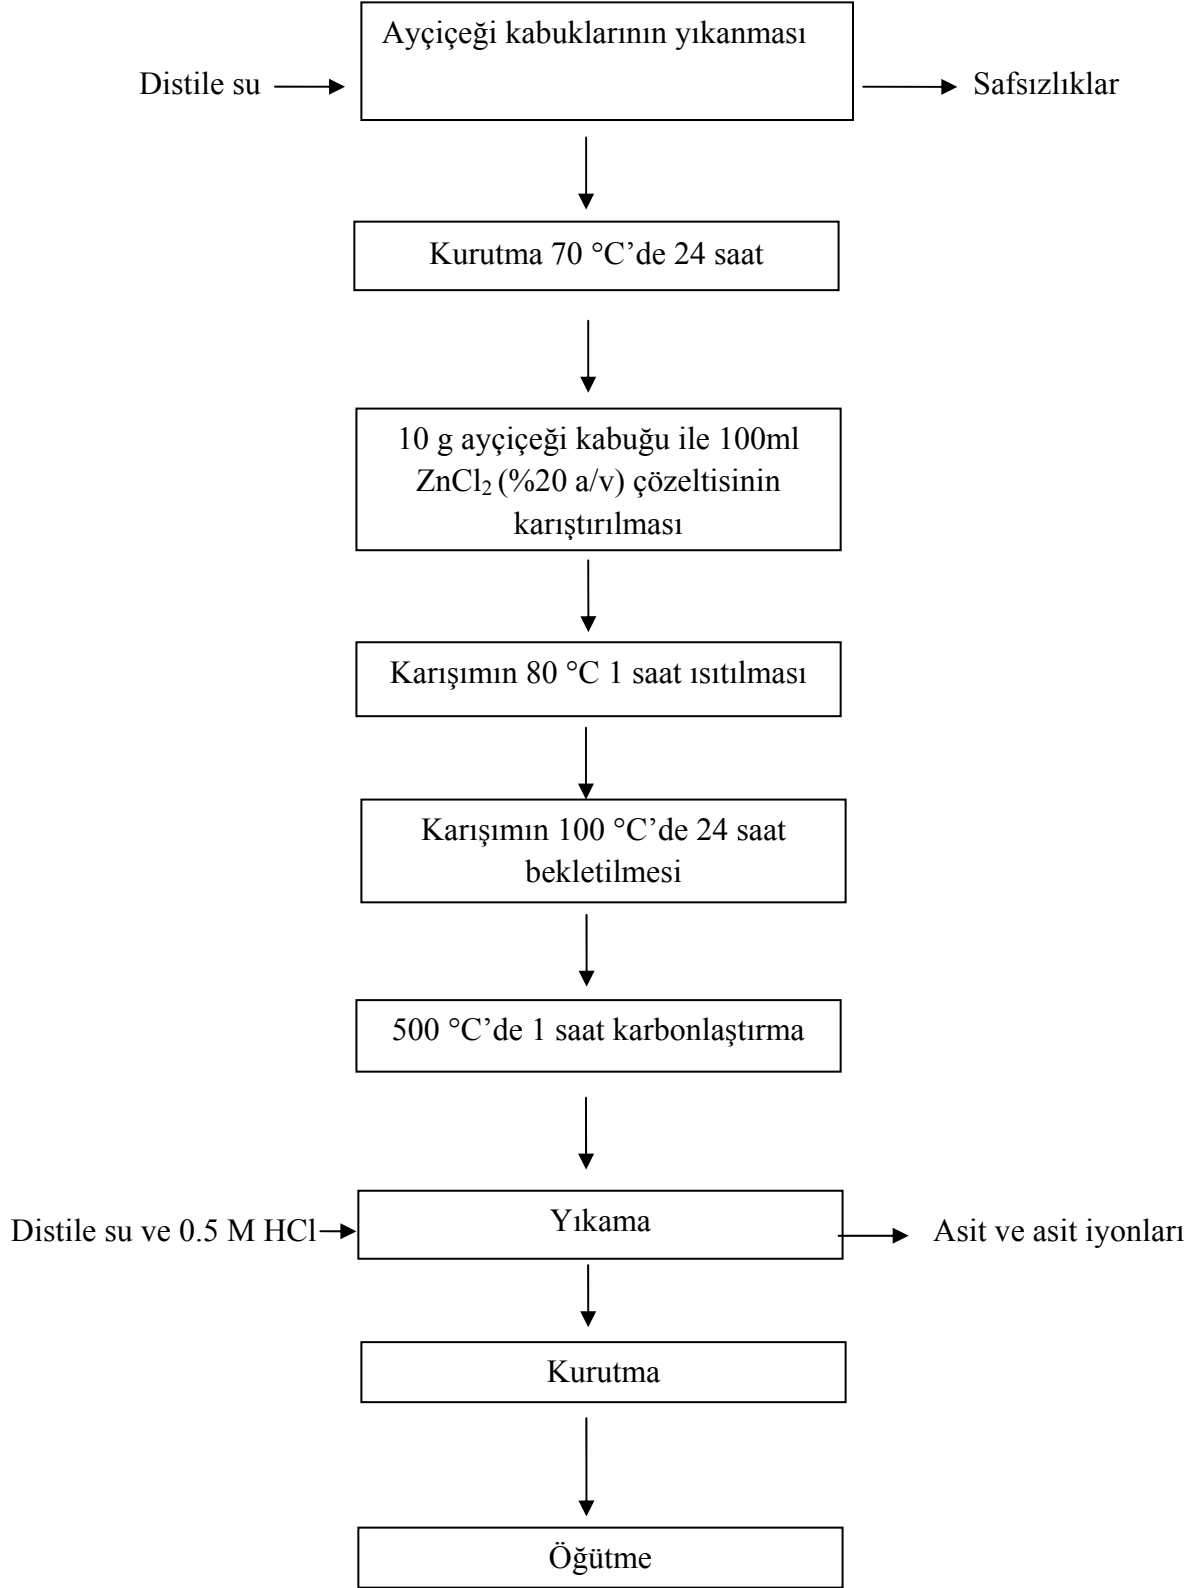 Ayçiçeği kabuklarının yıkanması
Distile su
Safsızlıklar
Kurutma 70 °C’de 24 saat
10 g ayçiçeği kabuğu ile 100ml
ZnCl₂ (%20 a/v) çözeltisinin
karıştırılması
Karışımın 80 °C 1 saat ısıtılması
Karışımın 100 °C’de 24 saat
bekletilmesi
500 °C’de 1 saat karbonlaştırma
Distile su ve 0.5 M HCl
Yıkama
Asit ve asit iyonları
Kurutma
Öğütme